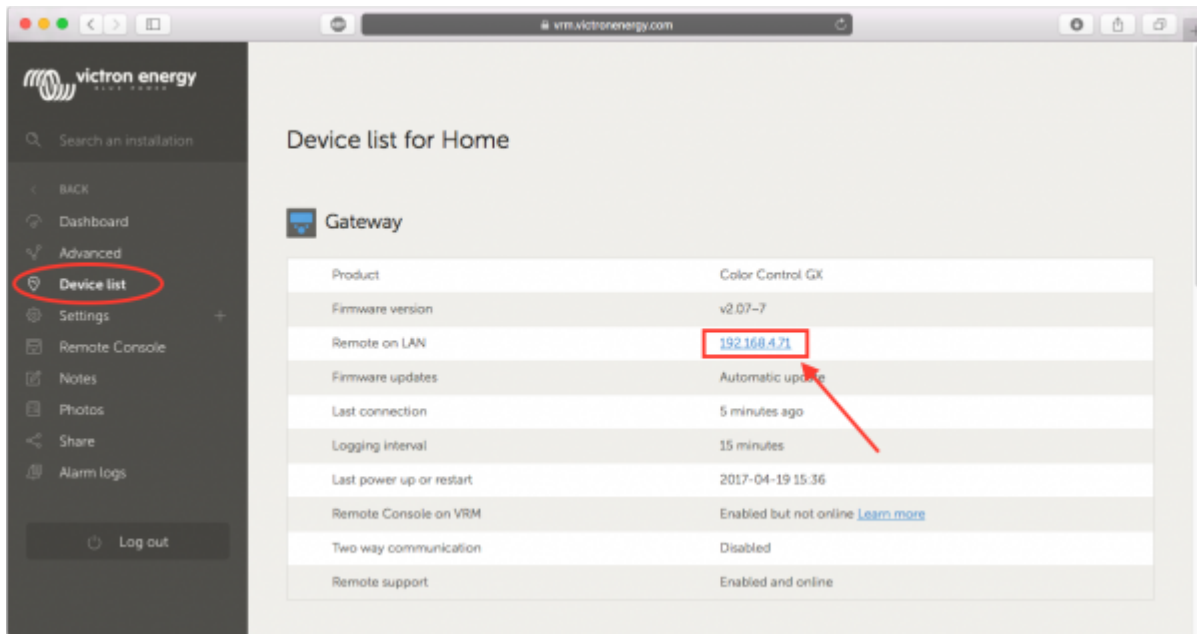 vrm.victronenergy.com
victron energy
BLUE POWER
Search an installation
BACK
Dashboard
Advanced
Device list
Settings
Remote Console
Notes
Photos
Share
Alarm logs
Log out
Device list for Home
Gateway
Product Color Control GX
Firmware version v2.07–7
Remote on LAN 192.168.4.71
Firmware updates Automatic update
Last connection 5 minutes ago
Logging interval 15 minutes
Last power up or restart 2017-04-19 15:36
Remote Console on VRM Enabled but not online Learn more
Two way communication Disabled
Remote support Enabled and online